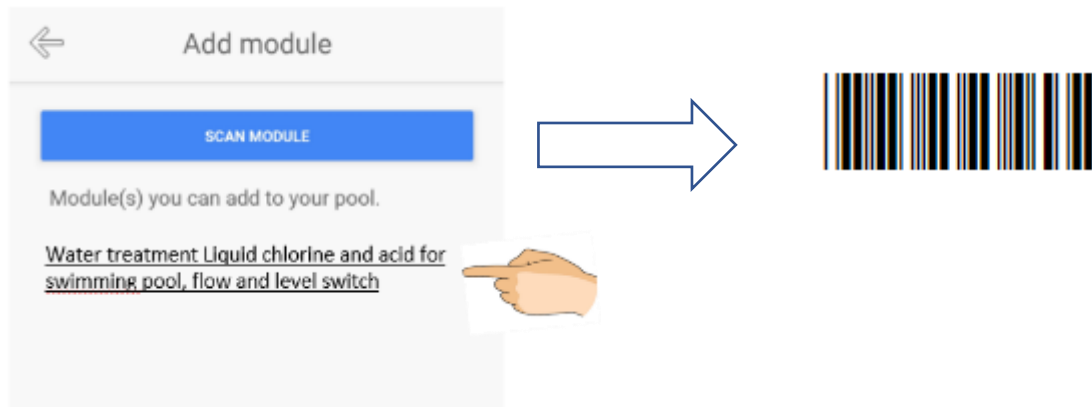 Add module
SCAN MODULE
Module(s) you can add to your pool.
Water treatment Liquid chlorine and acid for
swimming pool, flow and level switch